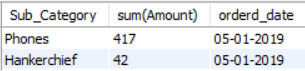 Sub_Category sum(Amount) orderd_date
Phones 417 05-01-2019
Hankerchief 42 05-01-2019